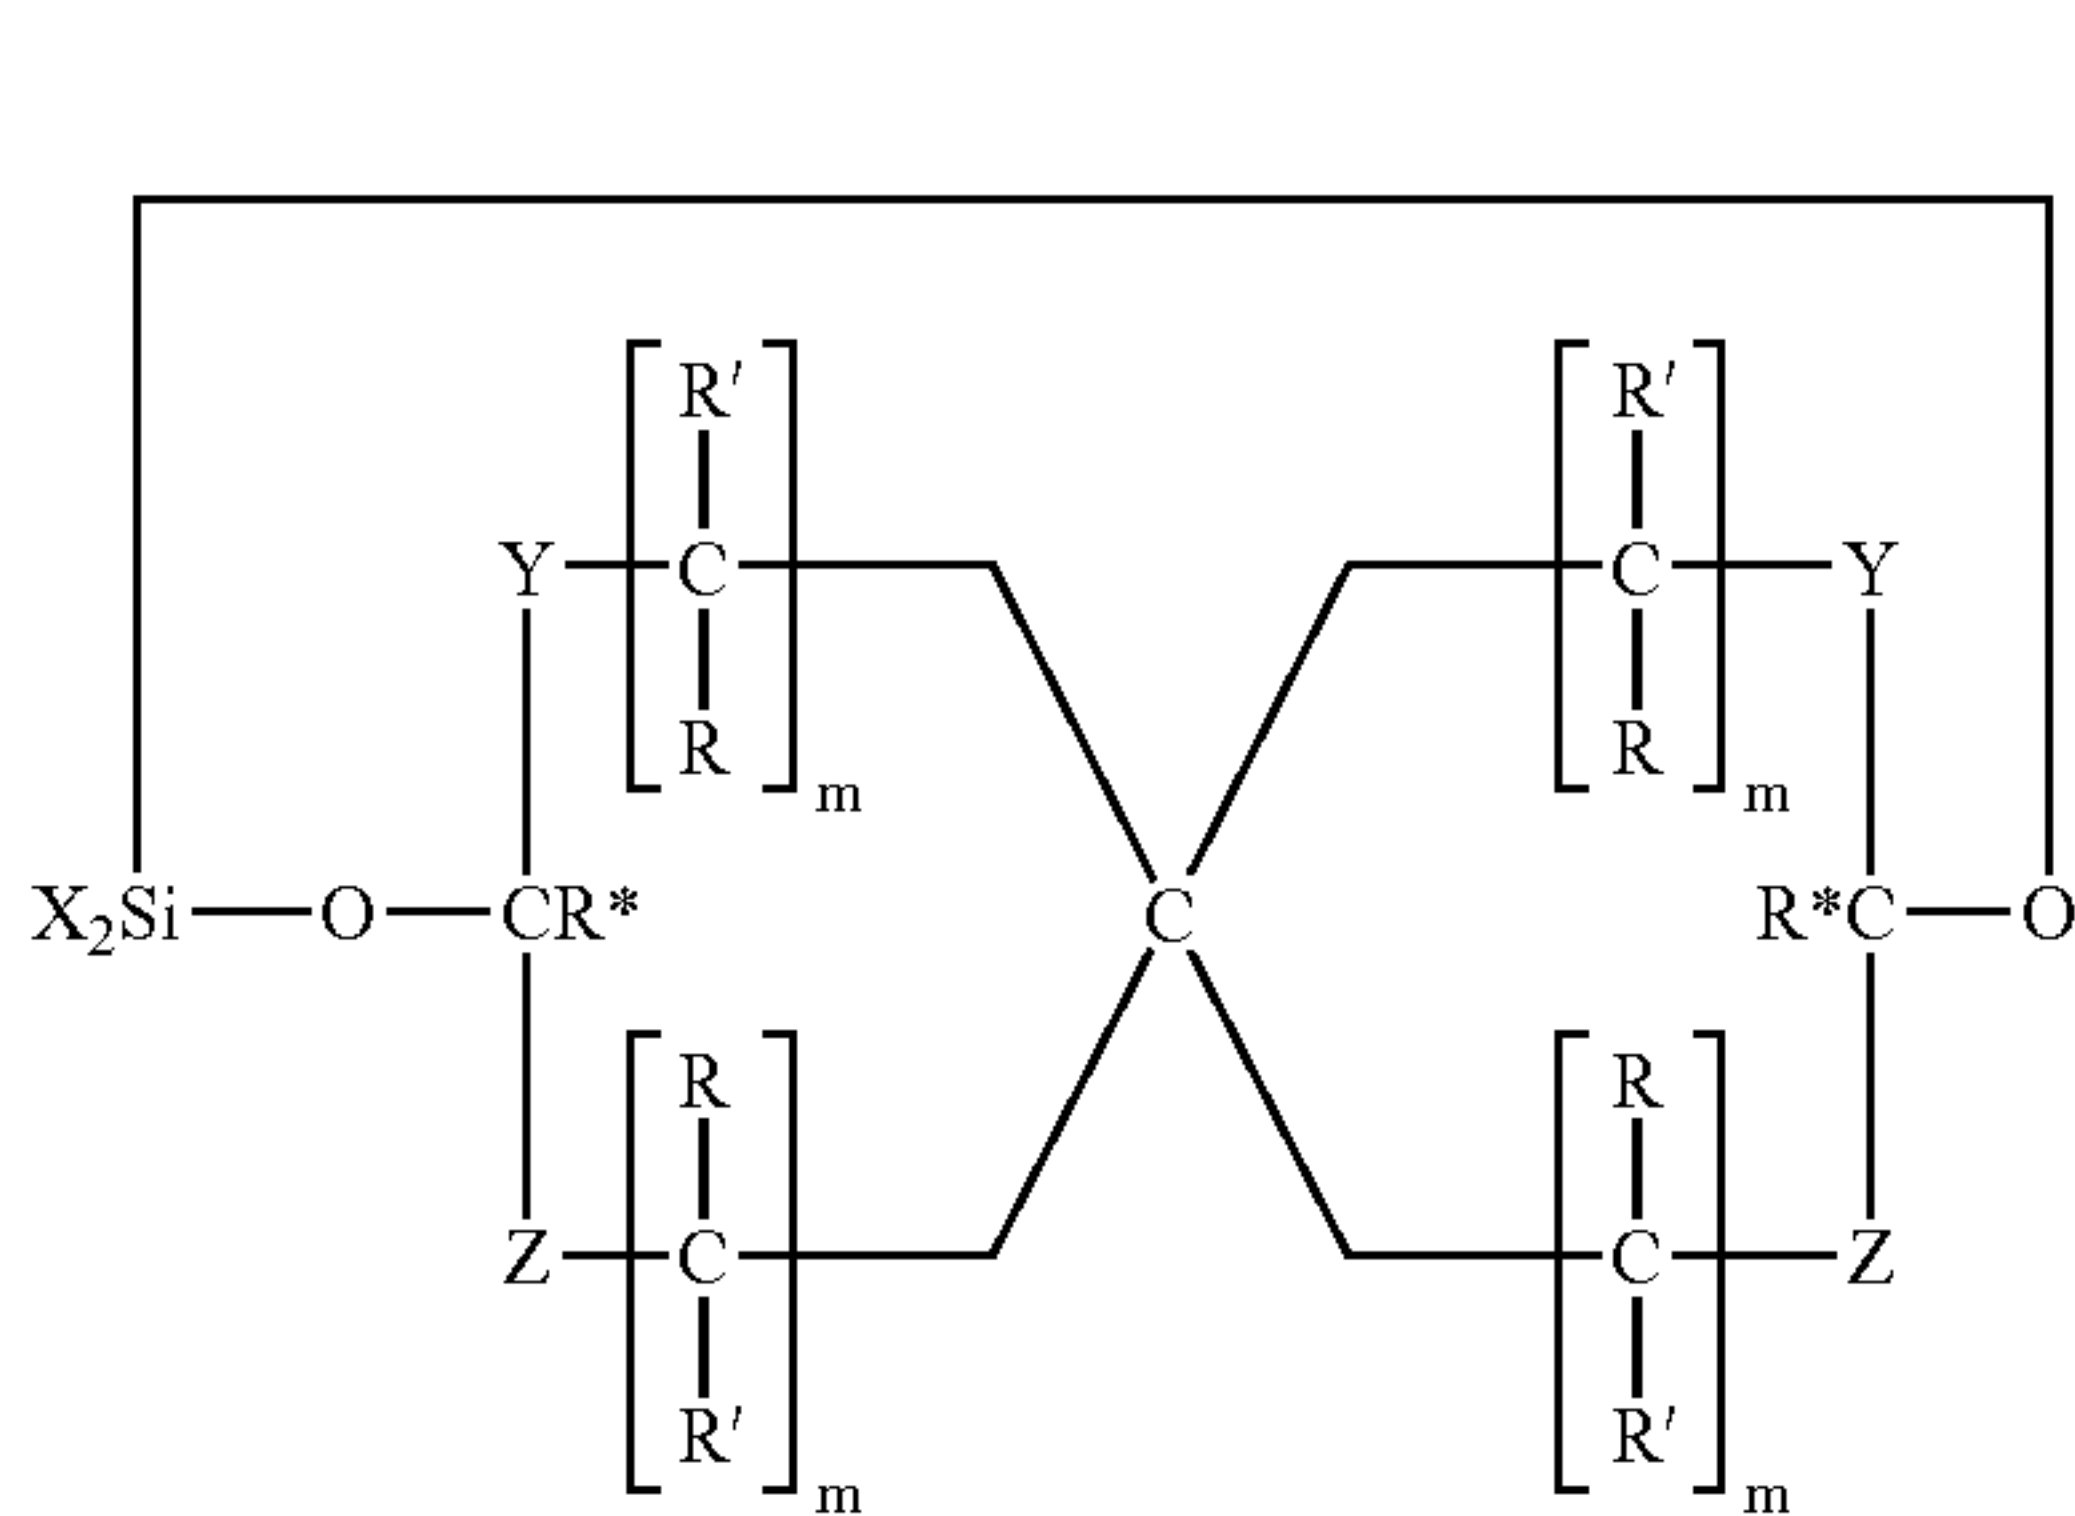 R′ R′
Y C C Y
R R
m m
X₂Si O CR* C R*C O
R R
Z C C Z
R′ R′
m m